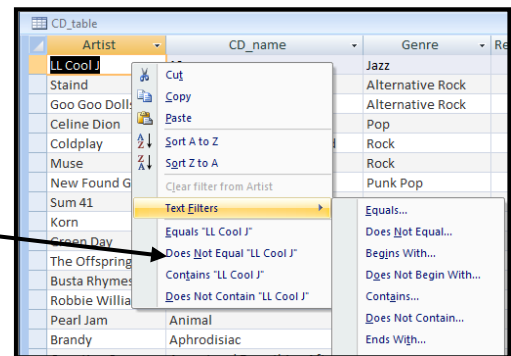 CD_table
Artist CD_name Genre Re
LL Cool J Jazz
Staind Alternative Rock
Goo Goo Dolls Alternative Rock
Celine Dion Pop
Coldplay Rock
Muse Rock
New Found G Punk Pop
Sum 41
Korn
Green Day
The Offspring
Busta Rhymes
Robbie Willia
Pearl Jam Animal
Brandy Aphrodisiac
Cut
Copy
Paste
Sort A to Z
Sort Z to A
Clear filter from Artist
Text Filters
Equals "LL Cool J"
Does Not Equal "LL Cool J"
Contains "LL Cool J"
Does Not Contain "LL Cool J"
Equals...
Does Not Equal...
Begins With...
Does Not Begin With...
Contains...
Does Not Contain...
Ends With...